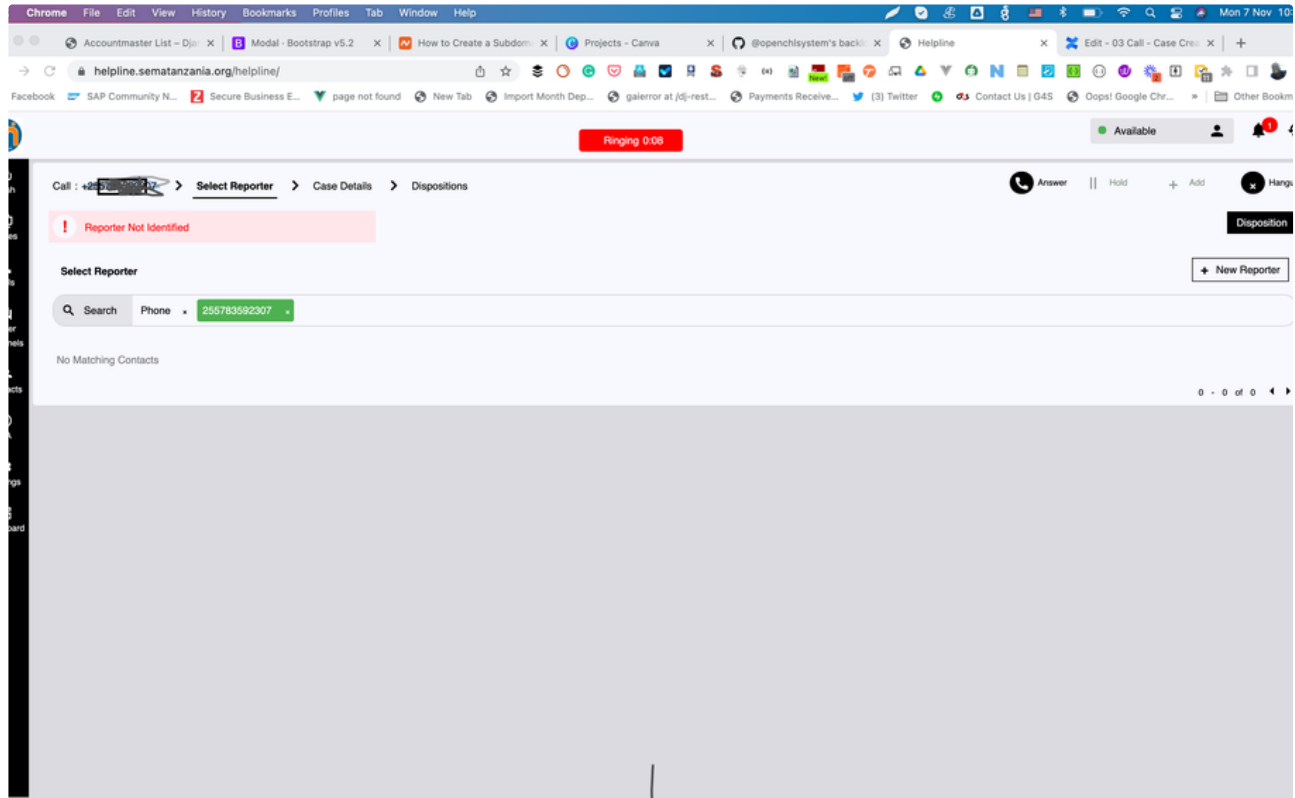 Chrome File Edit View History Bookmarks Profiles Tab Window Help Mon 7 Nov
Accountmaster List – Dja Modal · Bootstrap v5.2 How to Create a Subdom Projects - Canva @openchlsystem's backl Helpline Edit - 03 Call - Case Crea
helpline.sematanzania.org/helpline/
Facebook SAP Community N... Secure Business E... page not found New Tab Import Month Dep... gaierror at /dj-rest... Payments Receive... (3) Twitter Contact Us | G4S Oops! Google Chr... » Other Bookm
Ringing 0:08 Available 1
Call : > Select Reporter > Case Details > Dispositions Answer Hold + Add Hangu
! Reporter Not Identified Disposition
Select Reporter + New Reporter
Search Phone × 255783592307 ×
No Matching Contacts
0 - 0 of 0